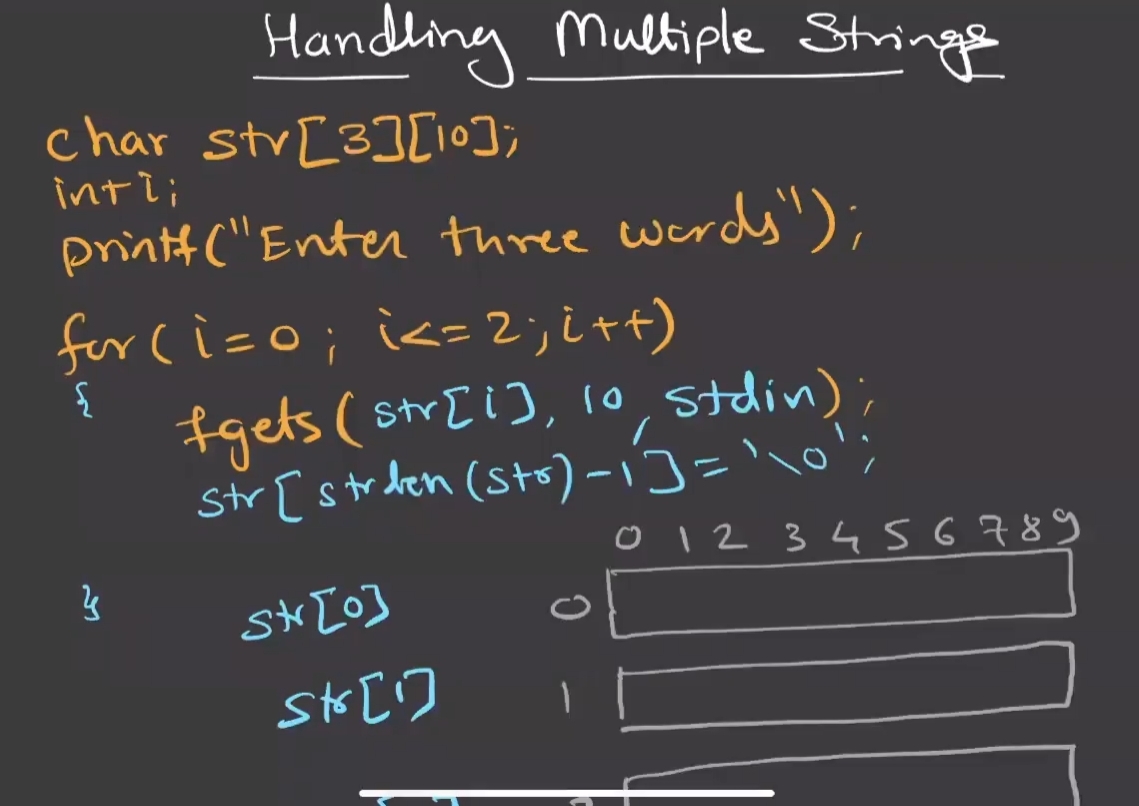 Handling Multiple Strings
char str[3][10];
int i;
printf("Enter three words");
for(i=0; i<=2;i++)
{
fgets(str[i], 10, stdin);
str[strlen(str)-1]='\0';
0 1 2 3 4 5 6 7 8 9
} str[0] 0
str[1] 1